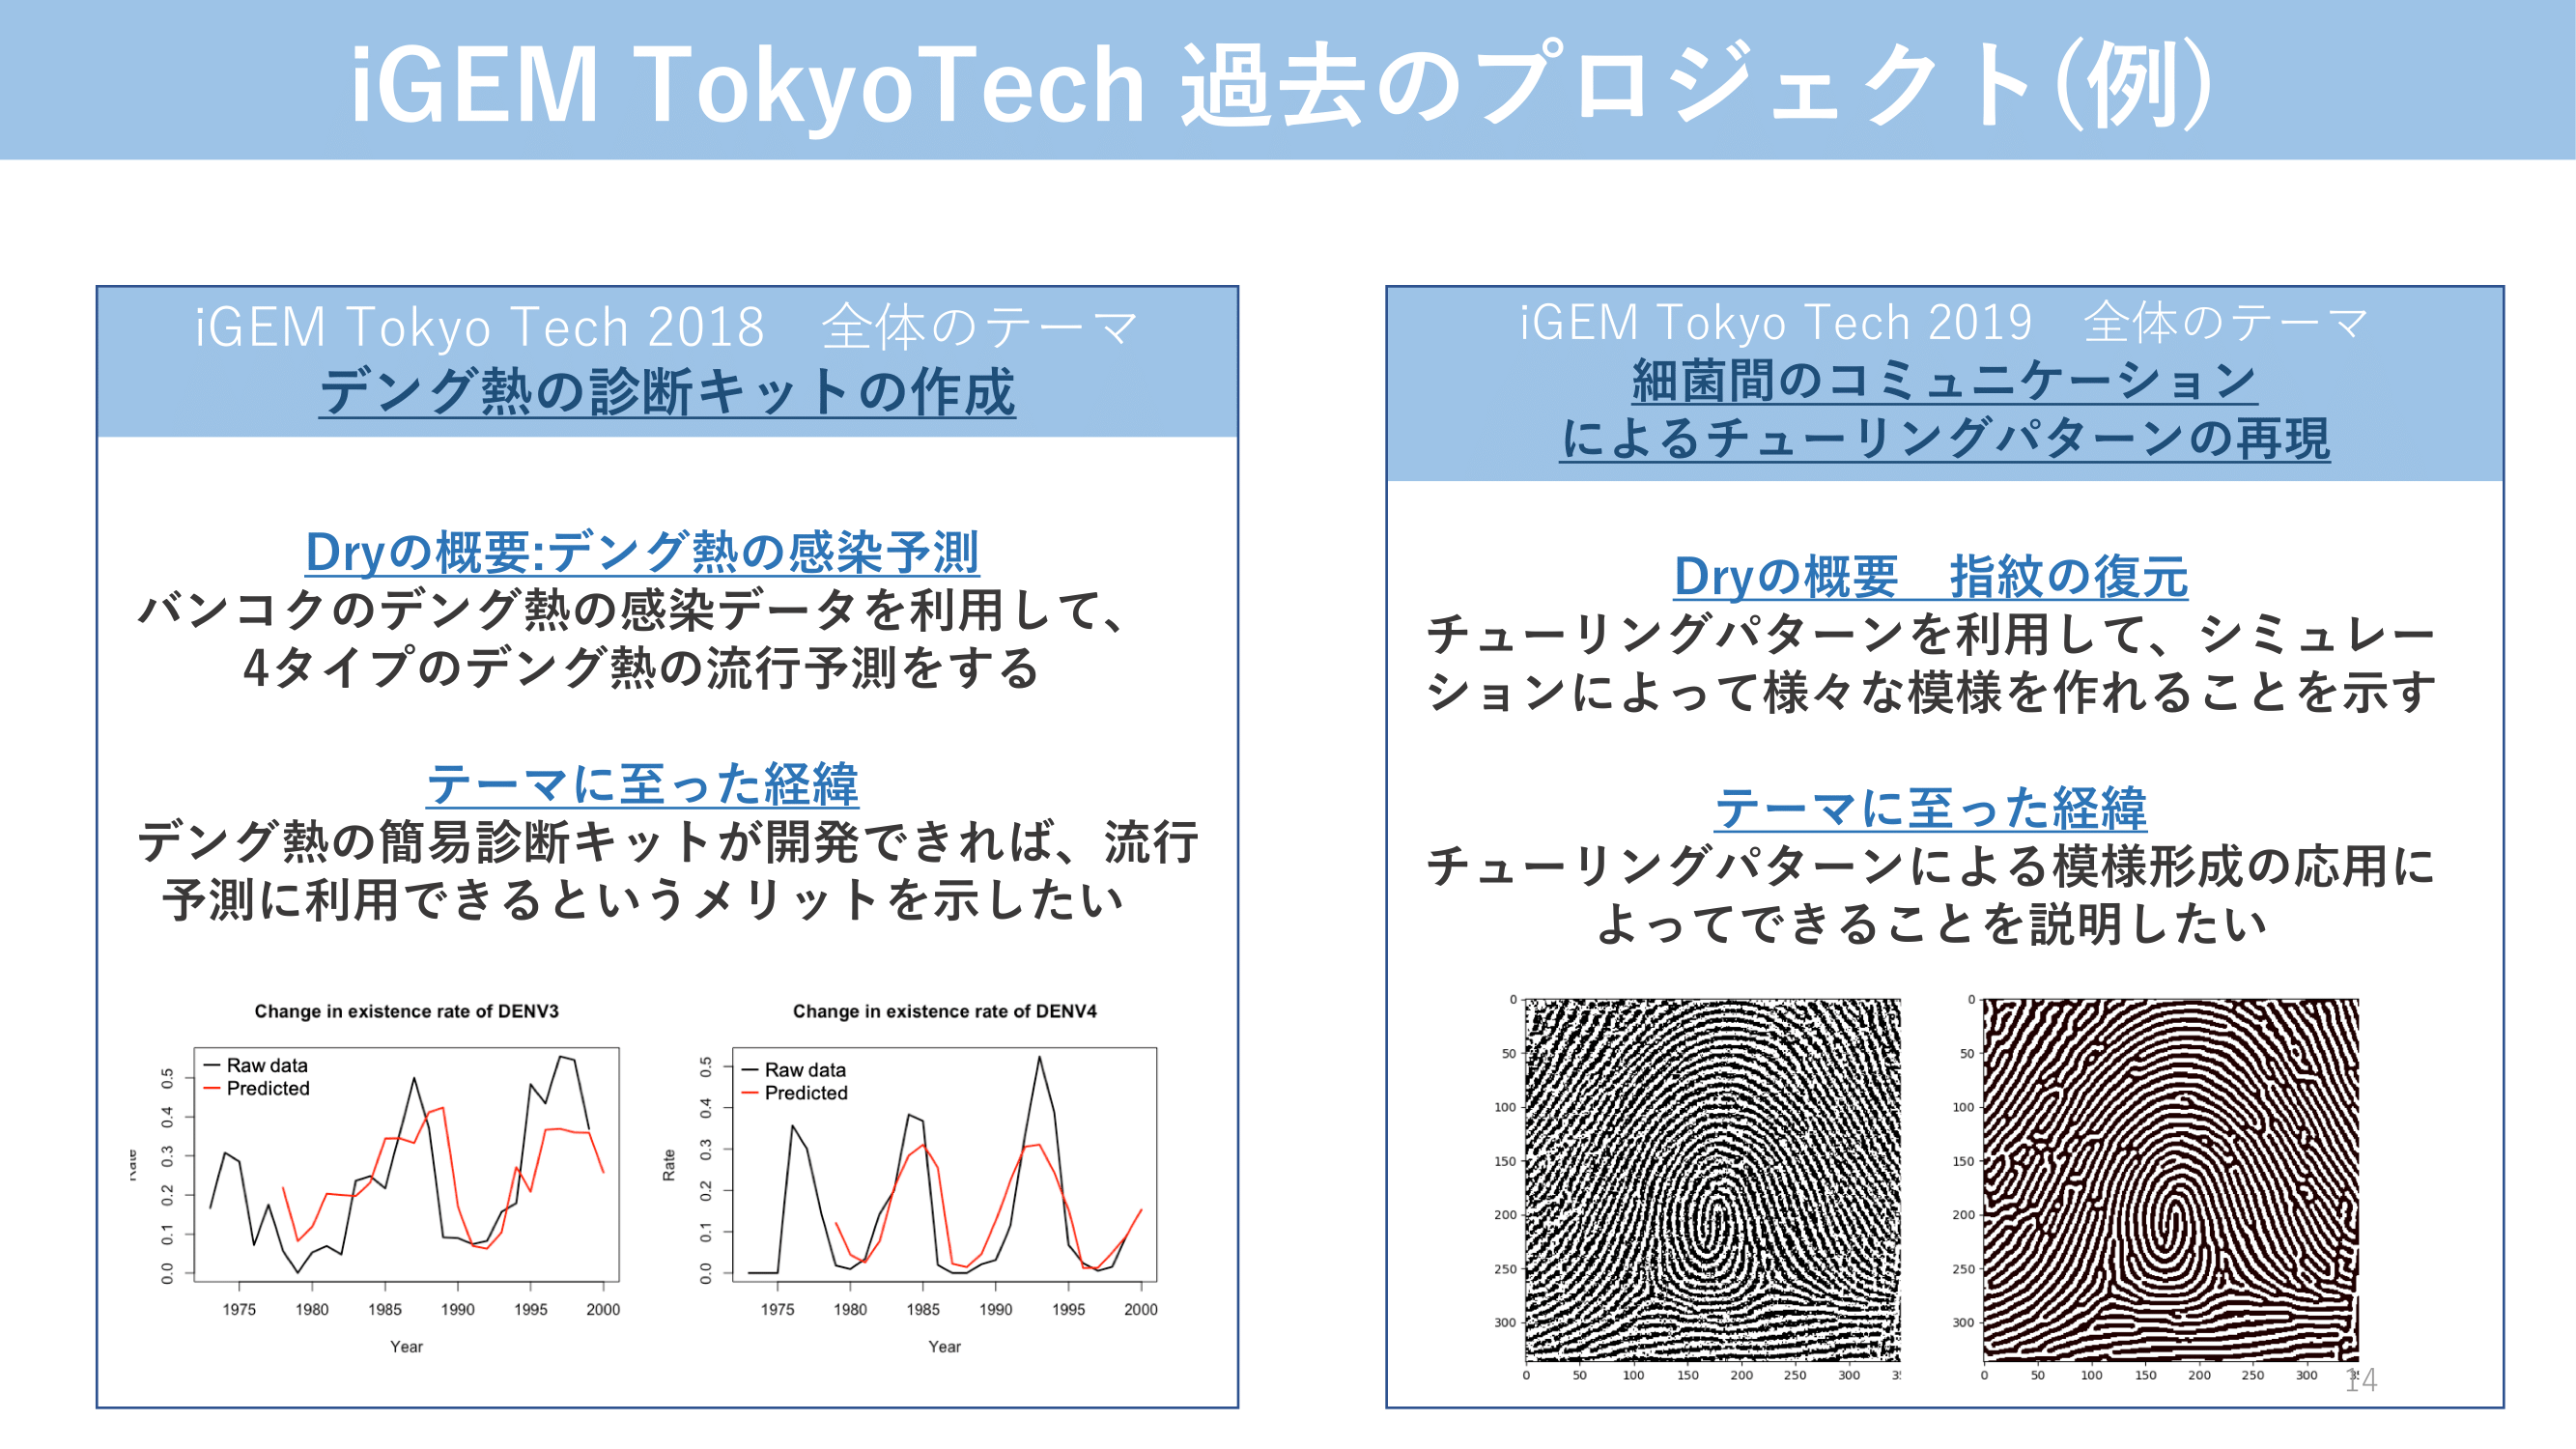 iGEM TokyoTech 過去のプロジェクト(例)
iGEM Tokyo Tech 2018　全体のテーマ
デング熱の診断キットの作成
Dryの概要:デング熱の感染予測
バンコクのデング熱の感染データを利用して、
4タイプのデング熱の流行予測をする
テーマに至った経緯
デング熱の簡易診断キットが開発できれば、流行
予測に利用できるというメリットを示したい
Change in existence rate of DENV3
Raw data
Predicted
0.5
0.4
0.3
0.2
0.1
0.0
Rate
1975 1980 1985 1990 1995 2000
Year
Change in existence rate of DENV4
Raw data
Predicted
0.5
0.4
0.3
0.2
0.1
0.0
Rate
1975 1980 1985 1990 1995 2000
Year
iGEM Tokyo Tech 2019　全体のテーマ
細菌間のコミュニケーション
によるチューリングパターンの再現
Dryの概要　指紋の復元
チューリングパターンを利用して、シミュレー
ションによって様々な模様を作れることを示す
テーマに至った経緯
チューリングパターンによる模様形成の応用に
よってできることを説明したい
0
50
100
150
200
250
300
0 50 100 150 200 250 300
0
50
100
150
200
250
300
0 50 100 150 200 250 300
14